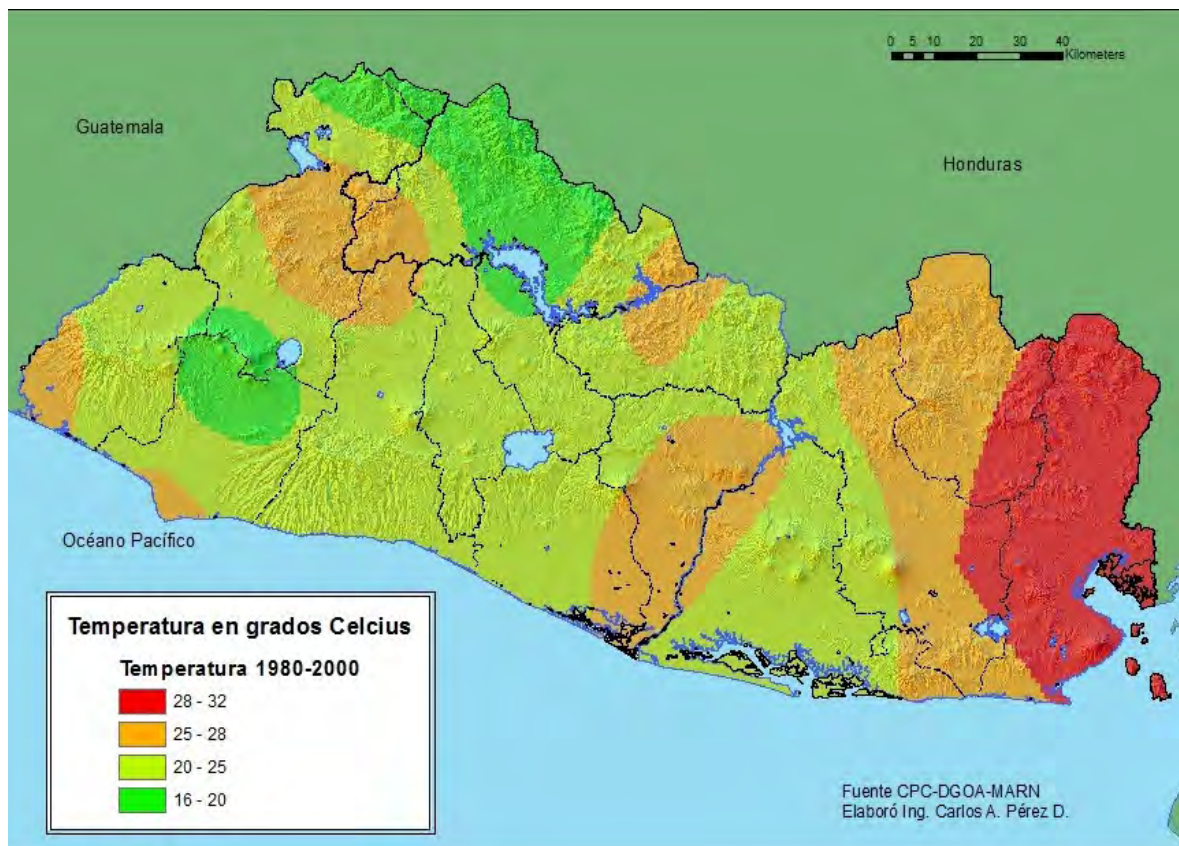 0 5 10 20 30 40
Kilometers
Guatemala
Honduras
Océano Pacífico
Temperatura en grados Celcius
Temperatura 1980-2000
28 - 32
25 - 28
20 - 25
16 - 20
Fuente CPC-DGOA-MARN
Elaboró Ing. Carlos A. Pérez D.